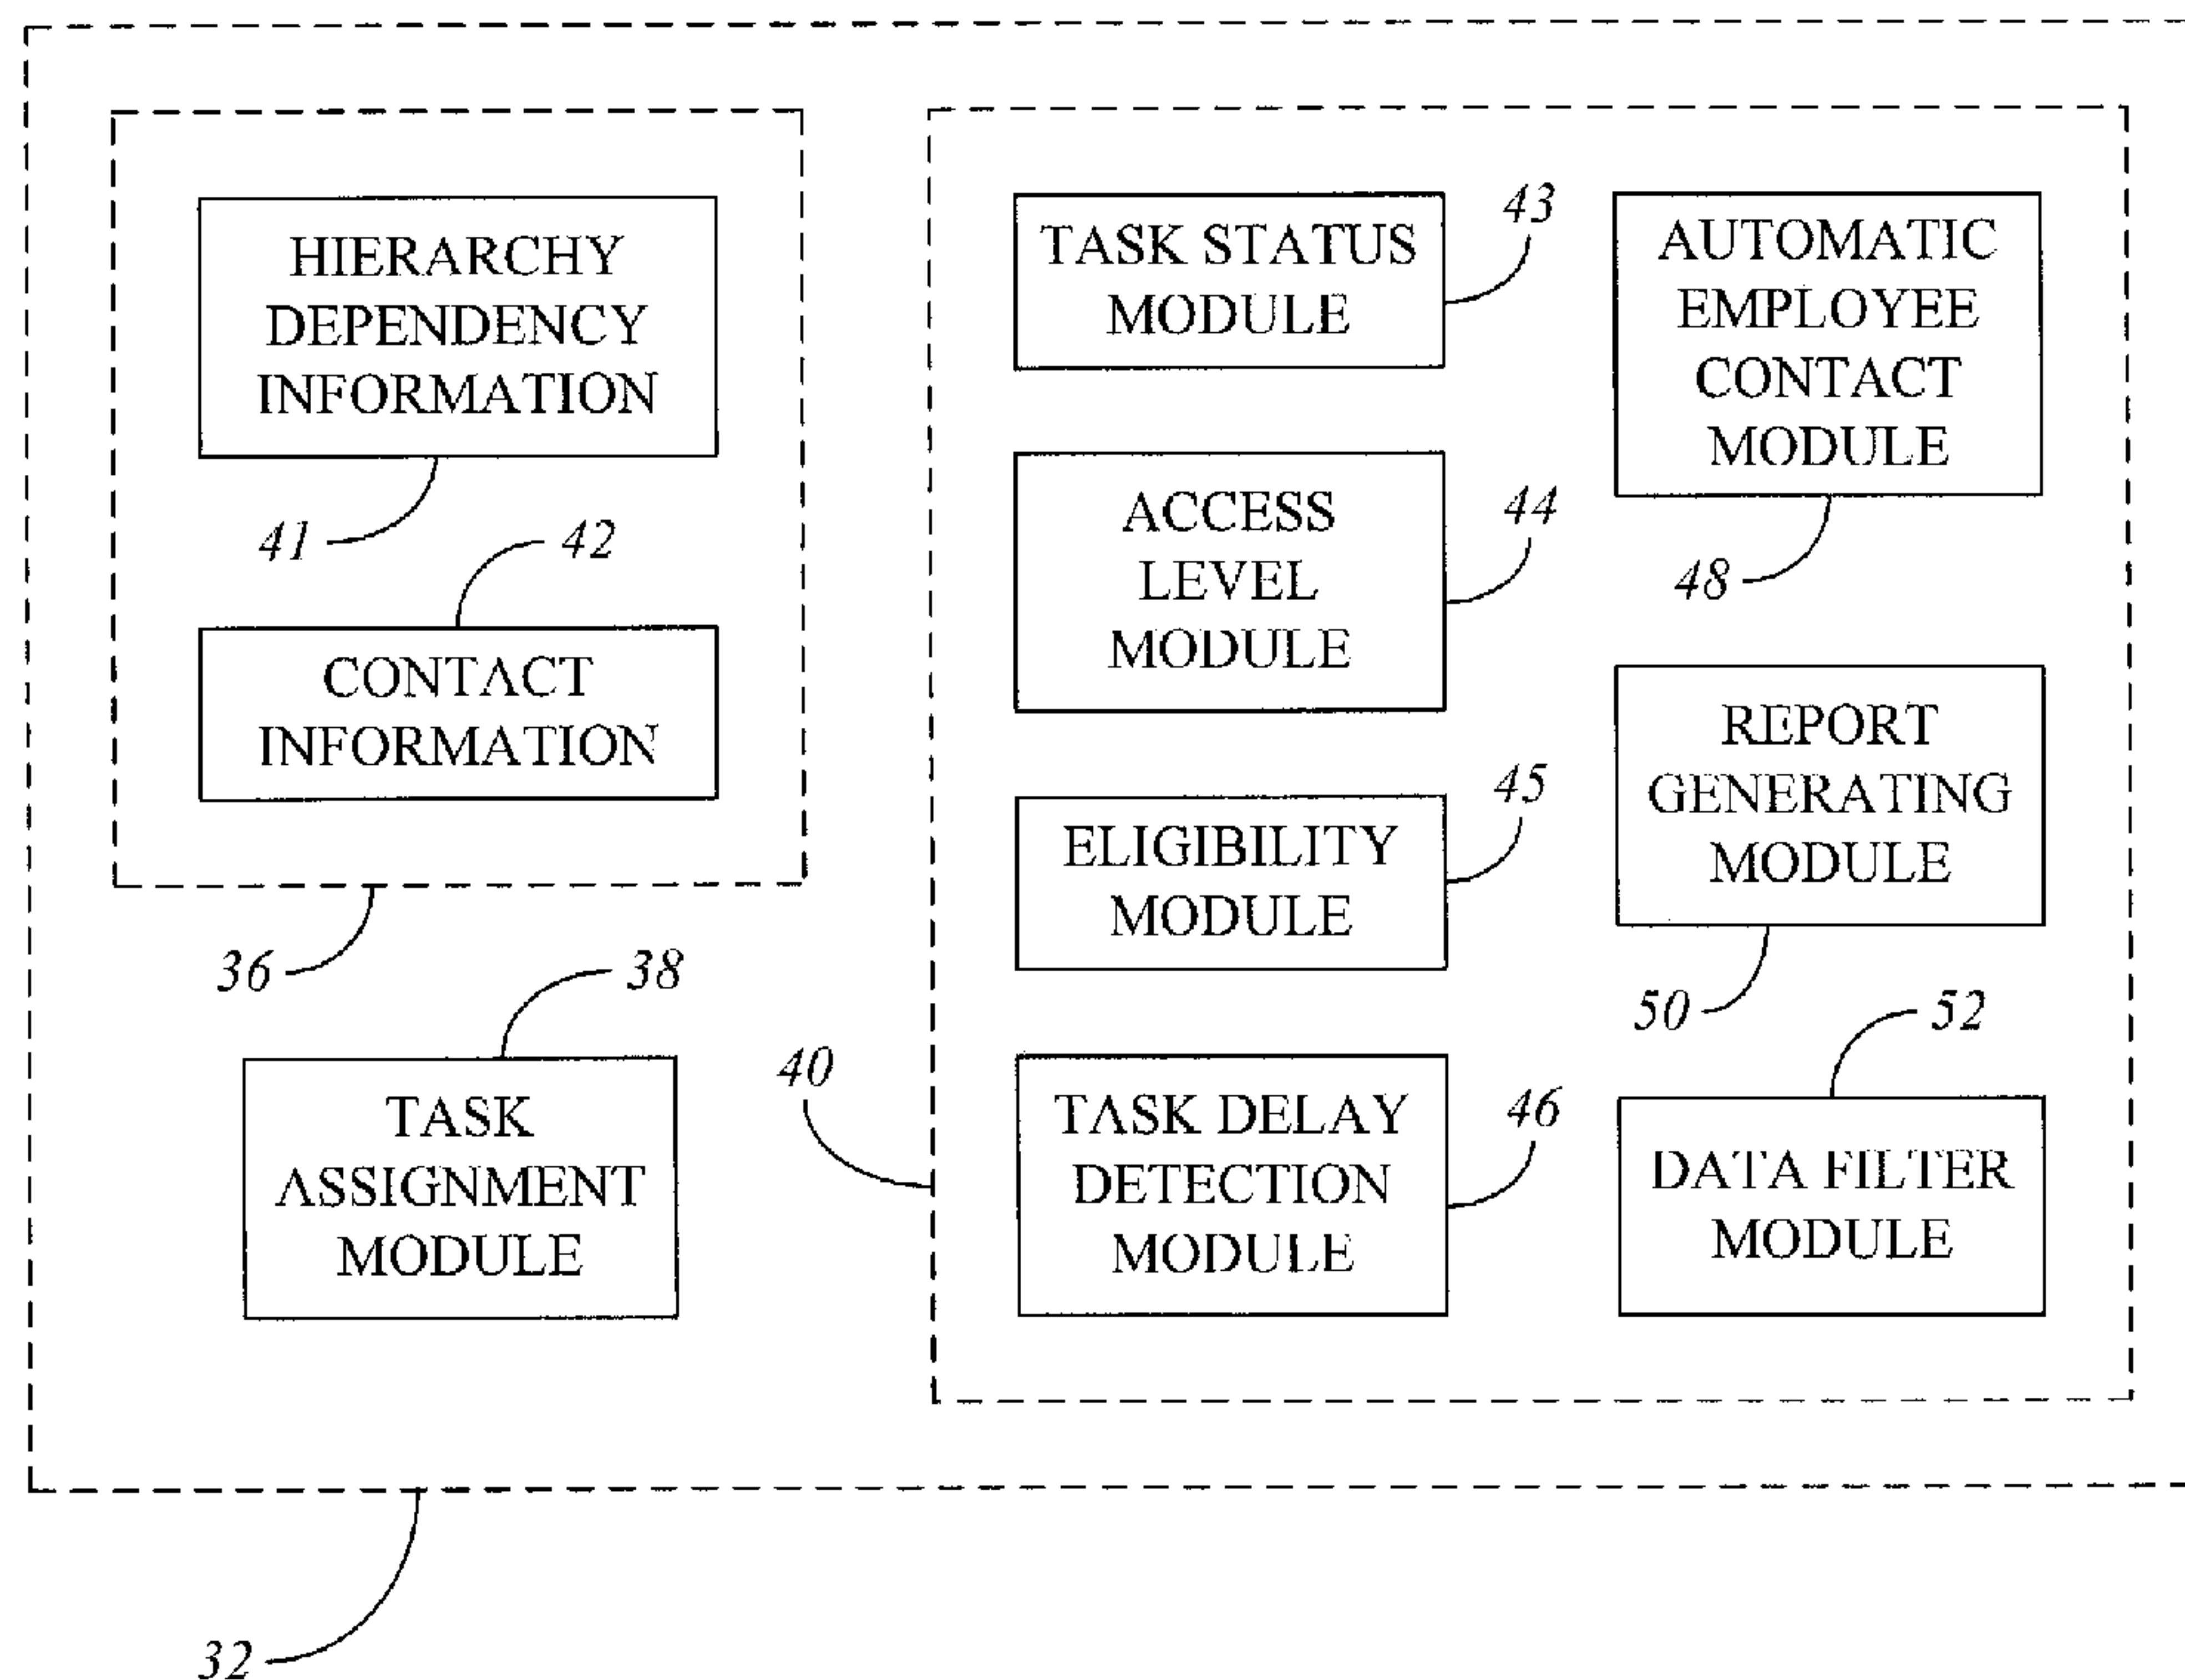 HIERARCHY
DEPENDENCY
INFORMATION
41
42
CONTACT
INFORMATION
36
38
TASK
ASSIGNMENT
MODULE
40
TASK STATUS
MODULE
43
ACCESS
LEVEL
MODULE
44
ELIGIBILITY
MODULE
45
TASK DELAY
DETECTION
MODULE
46
AUTOMATIC
EMPLOYEE
CONTACT
MODULE
48
REPORT
GENERATING
MODULE
50
52
DATA FILTER
MODULE
32